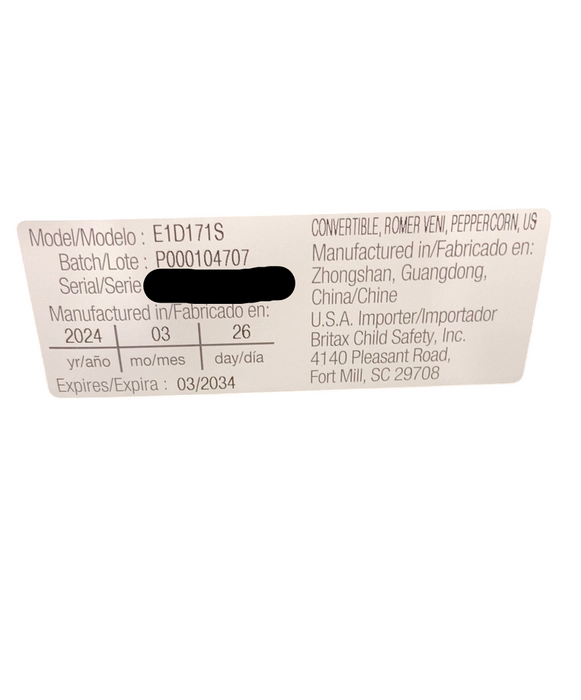 Model/Modelo : E1D171S
Batch/Lote : P000104707
Serial/Serie
Manufactured in/Fabricado en:
2024 03 26
yr/año mo/mes day/día
Expires/Expira : 03/2034
CONVERTIBLE, ROMER VENI, PEPPERCORN, US
Manufactured in/Fabricado en:
Zhongshan, Guangdong,
China/Chine
U.S.A. Importer/Importador
Britax Child Safety, Inc.
4140 Pleasant Road,
Fort Mill, SC 29708